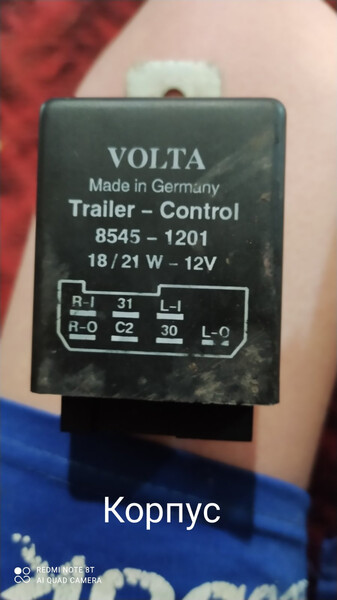 VOLTA
Made in Germany
Trailer - Control
8545 - 1201
18 / 21 W - 12V
R-I 31 L-I
R-O C2 30 L-O
Корпус
REDMI NOTE 8T
AI QUAD CAMERA